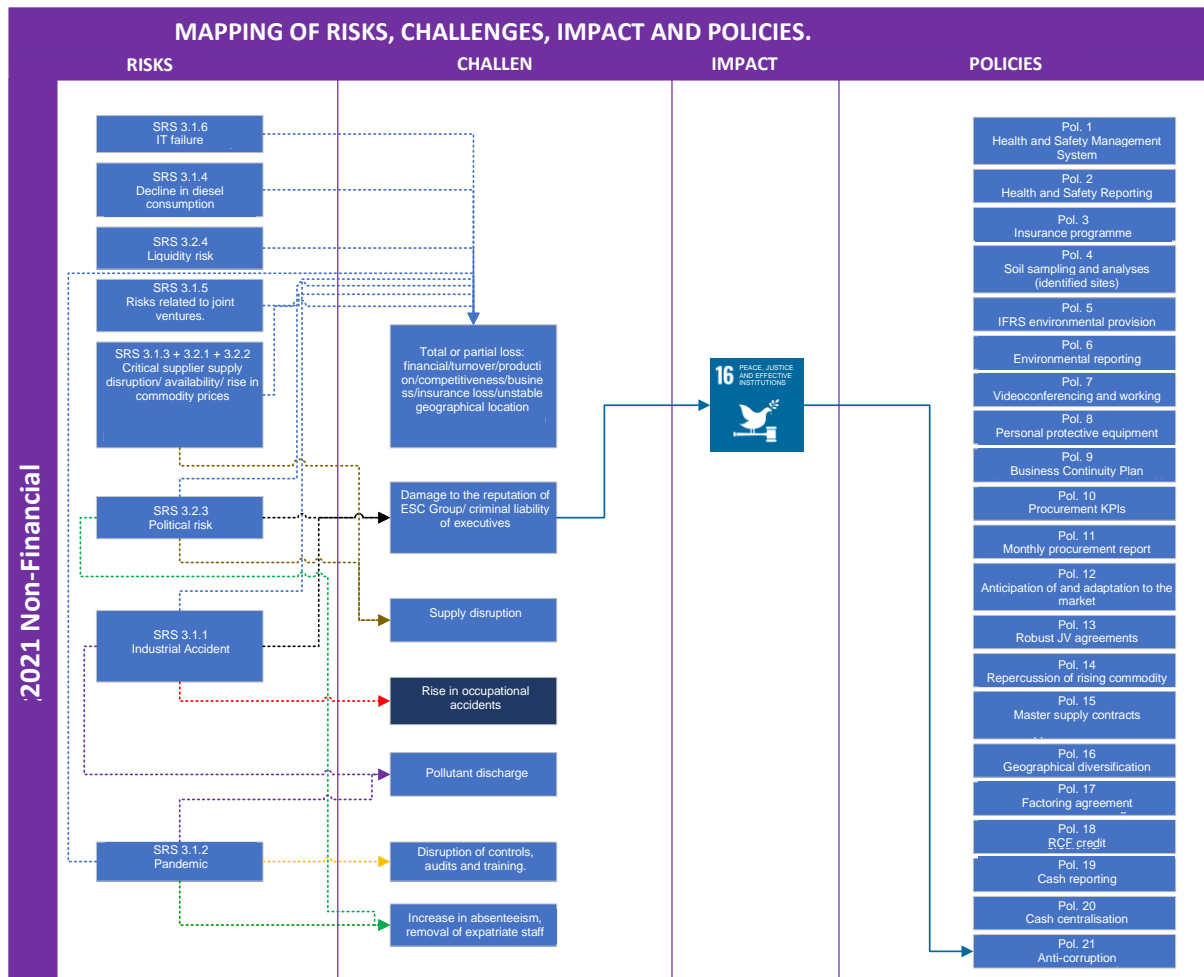 MAPPING OF RISKS, CHALLENGES, IMPACT AND POLICIES.
RISKS
CHALLEN
IMPACT
POLICIES
:2021 Non-Financial
SRS 3.1.6
IT failure
SRS 3.1.4
Decline in diesel
consumption
SRS 3.2.4
Liquidity risk
SRS 3.1.5
Risks related to joint
ventures.
SRS 3.1.3 + 3.2.1 + 3.2.2
Critical supplier supply
disruption/ availability/ rise in
commodity prices
SRS 3.2.3
Political risk
SRS 3.1.1
Industrial Accident
SRS 3.1.2
Pandemic
Total or partial loss:
financial/turnover/producti
on/competitiveness/busine
ss/insurance loss/unstable
geographical location
Damage to the reputation of
ESC Group/ criminal liability
of executives
Supply disruption
Rise in occupational
accidents
Pollutant discharge
Disruption of controls,
audits and training.
Increase in absenteeism,
removal of expatriate staff
16 PEACE, JUSTICE
AND EFFECTIVE
INSTITUTIONS
Pol. 1
Health and Safety Management
System
Pol. 2
Health and Safety Reporting
Pol. 3
Insurance programme
Pol. 4
Soil sampling and analyses
(identified sites)
Pol. 5
IFRS environmental provision
Pol. 6
Environmental reporting
Pol. 7
Videoconferencing and working
Pol. 8
Personal protective equipment
Pol. 9
Business Continuity Plan
Pol. 10
Procurement KPIs
Pol. 11
Monthly procurement report
Pol. 12
Anticipation of and adaptation to the
market
Pol. 13
Robust JV agreements
Pol. 14
Repercussion of rising commodity
Pol. 15
Master supply contracts
Pol. 16
Geographical diversification
Pol. 17
Factoring agreement
Pol. 18
RCF credit
Pol. 19
Cash reporting
Pol. 20
Cash centralisation
Pol. 21
Anti-corruption